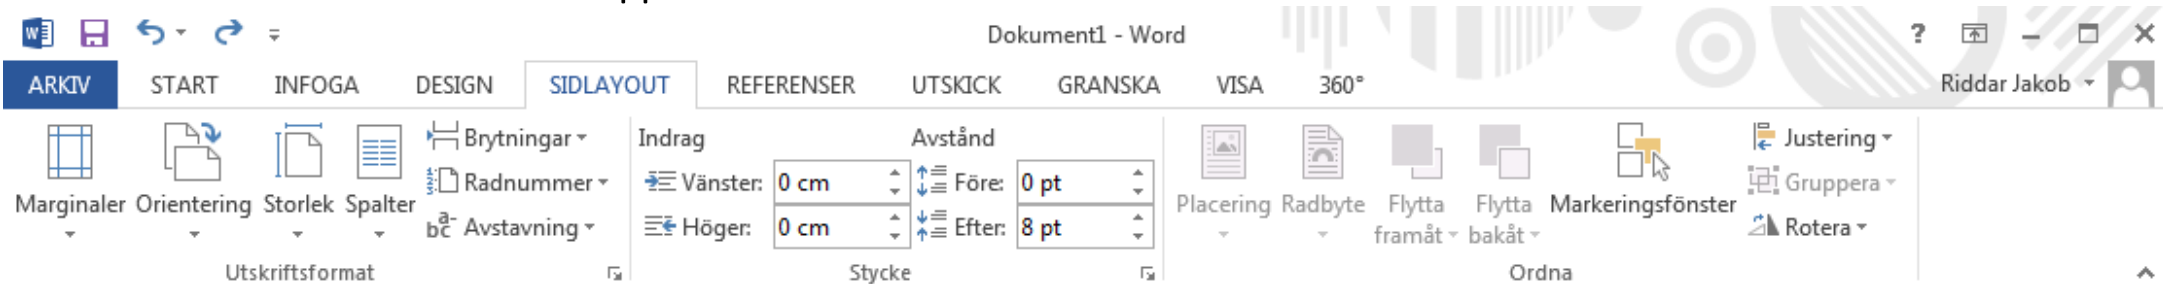 Dokument1 - Word
?
ARKIV START INFOGA DESIGN SIDLAYOUT REFERENSER UTSKICK GRANSKA VISA 360° Riddar Jakob
Brytningar Indrag Avstånd Justering
Radnummer Vänster: 0 cm Före: 0 pt Gruppera
Marginaler Orientering Storlek Spalter Placering Radbyte Flytta framåt Flytta bakåt Markeringsfönster
Avstavning Höger: 0 cm Efter: 8 pt Rotera
Utskriftsformat Stycke Ordna